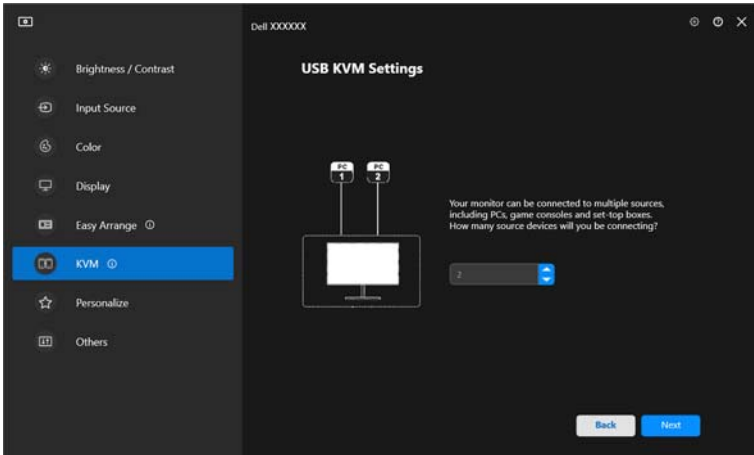 Dell XXXXXX
Brightness / Contrast
Input Source
Color
Display
Easy Arrange
KVM
Personalize
Others
USB KVM Settings
PC
1
PC
2
Your monitor can be connected to multiple sources,
including PCs, game consoles and set-top boxes.
How many source devices will you be connecting?
2
Back
Next